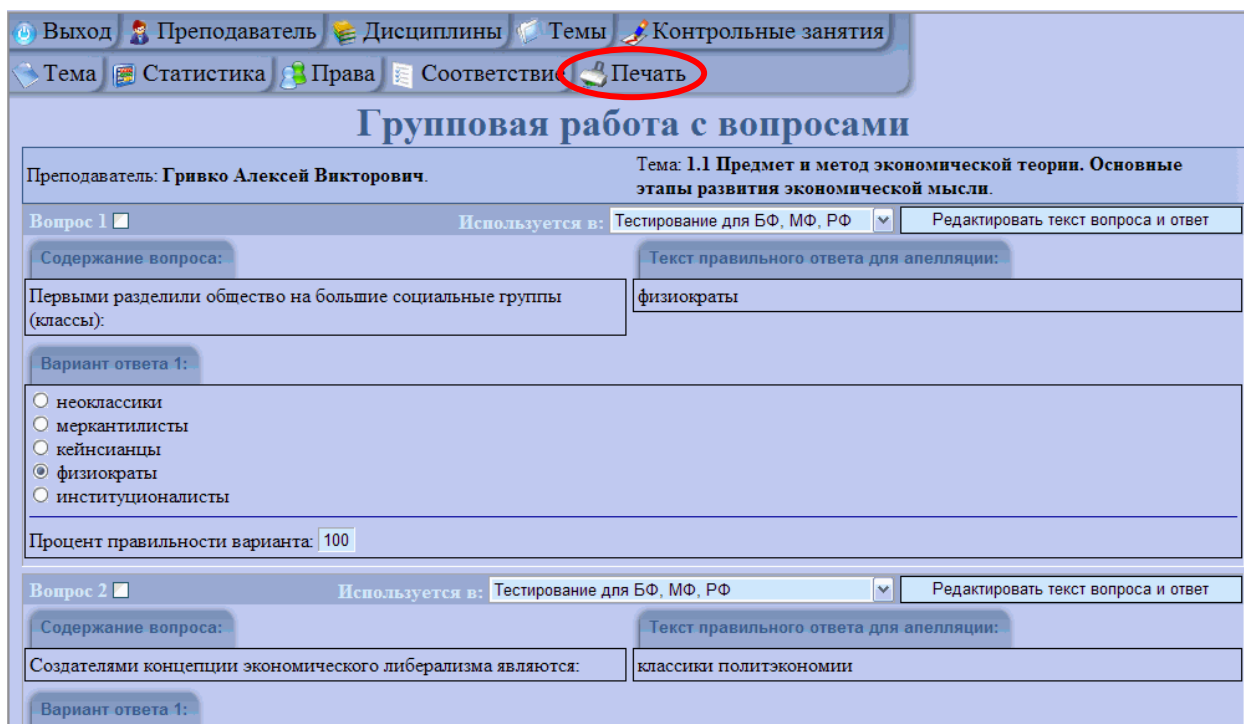 Выход Преподаватель Дисциплины Темы Контрольные занятия
Тема Статистика Права Соответствие Печать
Групповая работа с вопросами
Преподаватель: Гривко Алексей Викторович.
Тема: 1.1 Предмет и метод экономической теории. Основные
этапы развития экономической мысли.
Вопрос 1 Используется в: Тестирование для БФ, МФ, РФ Редактировать текст вопроса и ответ
Содержание вопроса:
Первыми разделили общество на большие социальные группы
(классы):
Текст правильного ответа для апелляции:
физиократы
Вариант ответа 1:
неоклассики
меркантилисты
кейнсианцы
физиократы
институционалисты
Процент правильности варианта: 100
Вопрос 2 Используется в: Тестирование для БФ, МФ, РФ Редактировать текст вопроса и ответ
Содержание вопроса:
Создателями концепции экономического либерализма являются:
Текст правильного ответа для апелляции:
классики политэкономии
Вариант ответа 1: